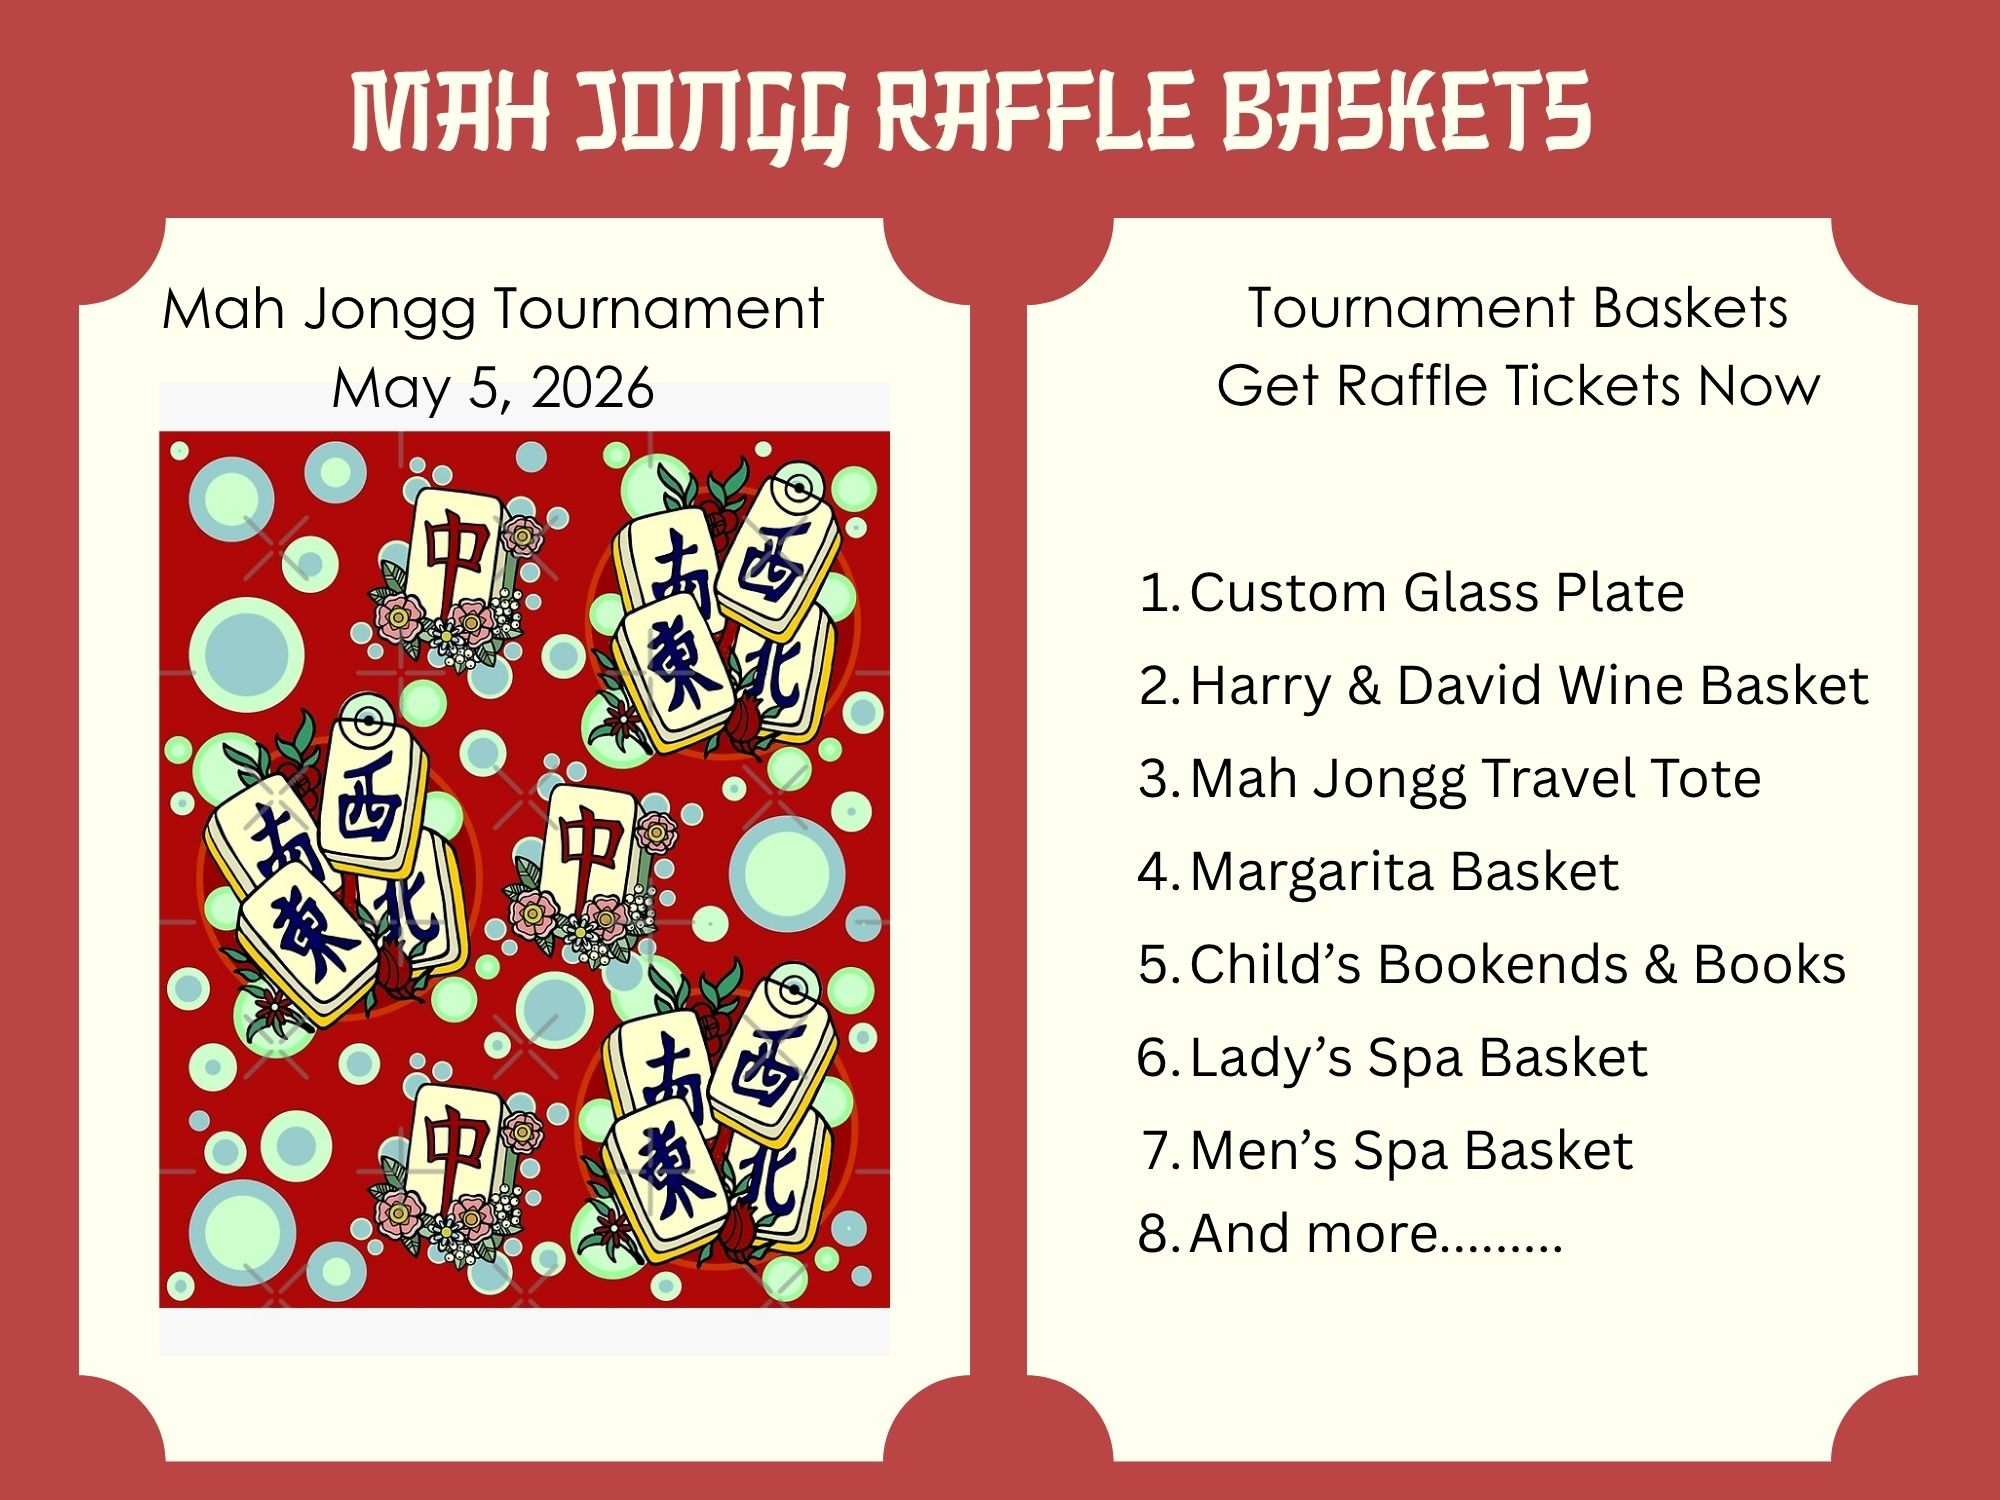 MAH JONGG RAFFLE BASKETS
Mah Jongg Tournament
May 5, 2026
中
南
西
東
北
西
南
東
北
中
南
西
東
北
中
Tournament Baskets
Get Raffle Tickets Now
1. Custom Glass Plate
2. Harry & David Wine Basket
3. Mah Jongg Travel Tote
4. Margarita Basket
5. Child’s Bookends & Books
6. Lady’s Spa Basket
7. Men’s Spa Basket
8. And more.........